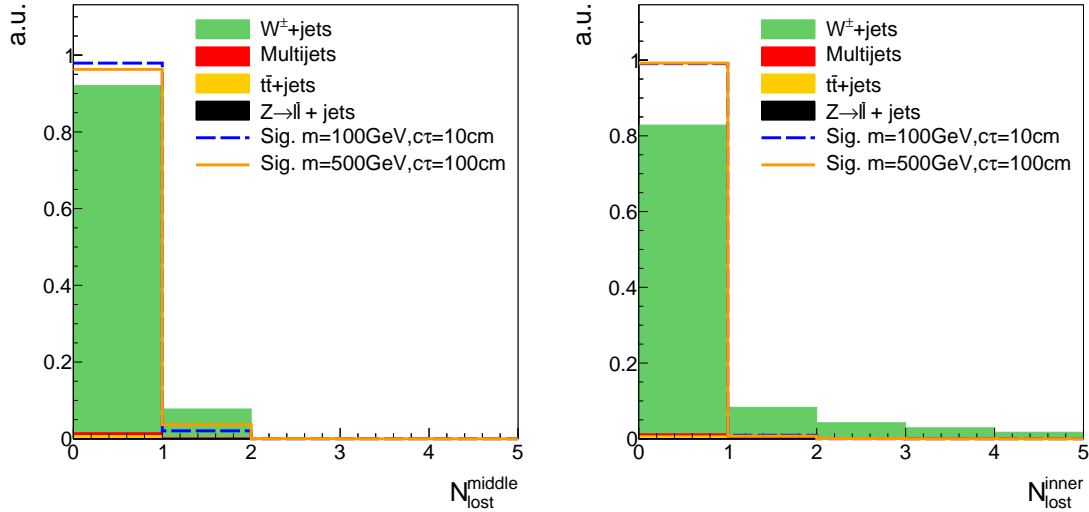 a.u.
W±+jets
Multijets
tt̄+jets
Z→ll̄ + jets
Sig. m=100GeV,cτ=10cm
Sig. m=500GeV,cτ=100cm
1
0.8
0.6
0.4
0.2
0
0 1 2 3 4 5
N_lost^middle
a.u.
W±+jets
Multijets
tt̄+jets
Z→ll̄ + jets
Sig. m=100GeV,cτ=10cm
Sig. m=500GeV,cτ=100cm
1
0.8
0.6
0.4
0.2
0
0 1 2 3 4 5
N_lost^inner